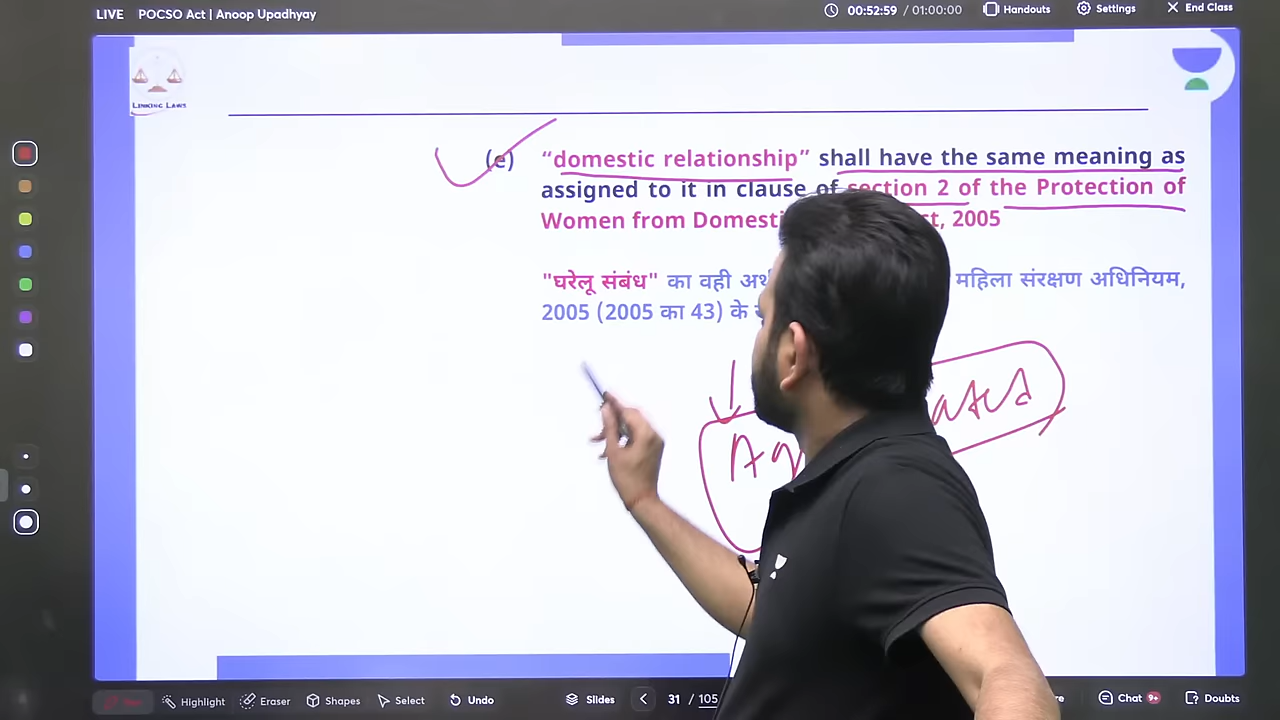 LIVE POCSO Act | Anoop Upadhyay 00:52:59 / 01:00:00 Handouts Settings End Class
LINKING LAWS
(e) “domestic relationship” shall have the same meaning as
assigned to it in clause of section 2 of the Protection of
Women from Domesti t, 2005
"घरेलू संबंध" का वही महिला संरक्षण अधिनियम,
2005 (2005 का 43) के
Highlight Eraser Shapes Select Undo Slides 31 / 105 Chat 9+ Doubts